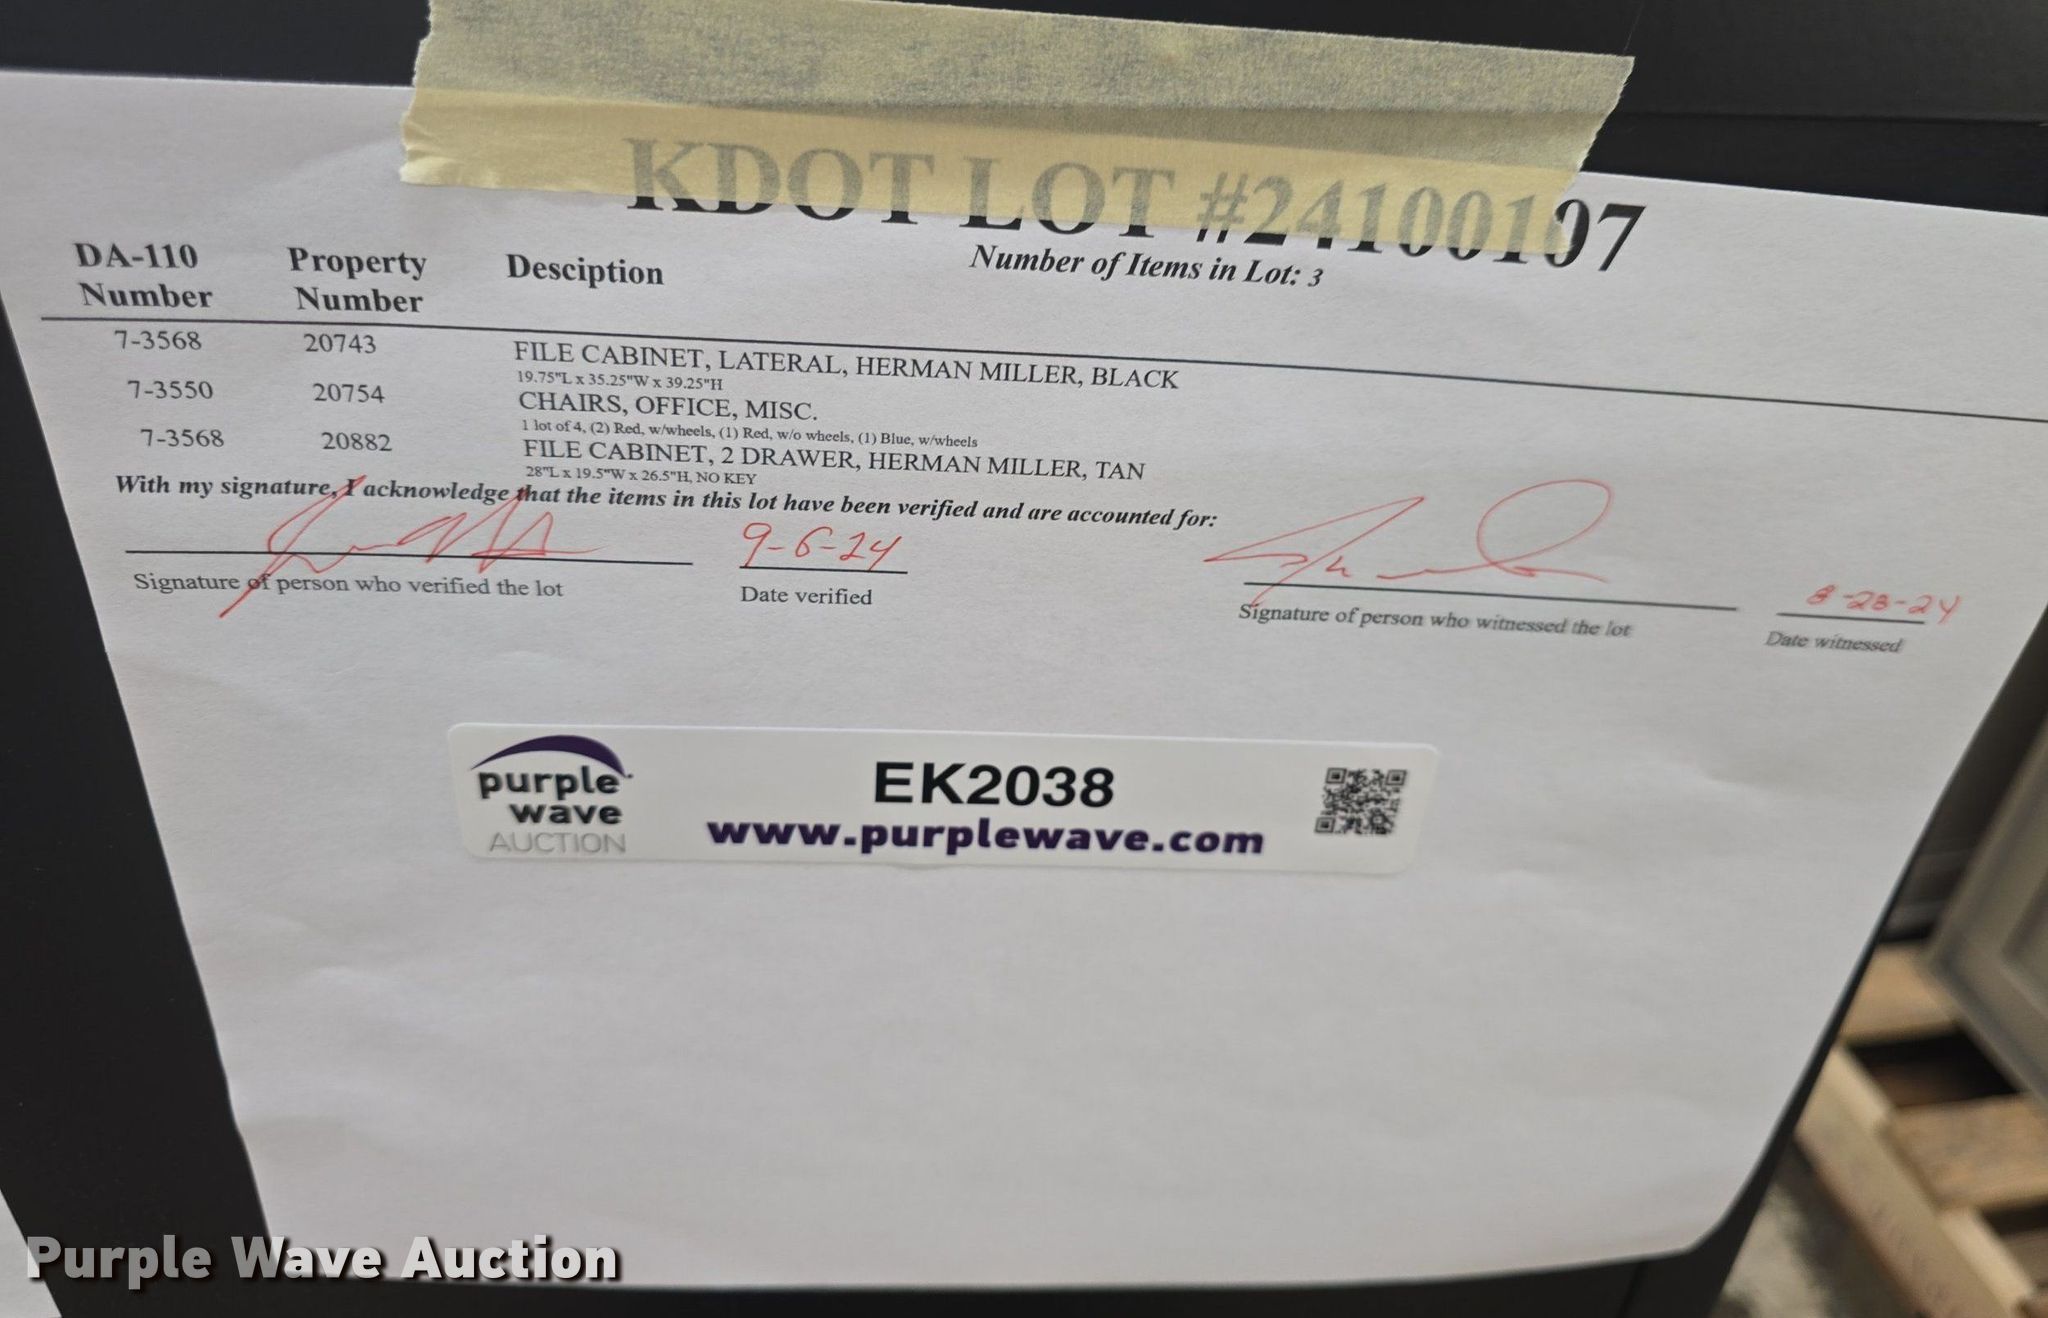 KDOT LOT #24100107
Number of Items in Lot: 3
DA-110 Number Property Number Desciption
7-3568 20743 FILE CABINET, LATERAL, HERMAN MILLER, BLACK
19.75"L x 35.25"W x 39.25"H
7-3550 20754 CHAIRS, OFFICE, MISC.
1 lot of 4, (2) Red, w/wheels, (1) Red, w/o wheels, (1) Blue, w/wheels
7-3568 20882 FILE CABINET, 2 DRAWER, HERMAN MILLER, TAN
28"L x 19.5"W x 26.5"H, NO KEY
With my signature, I acknowledge that the items in this lot have been verified and are accounted for:
9-6-24
8-28-24
Signature of person who verified the lot Date verified Signature of person who witnessed the lot Date witnessed
purple wave AUCTION
EK2038
www.purplewave.com
Purple Wave Auction